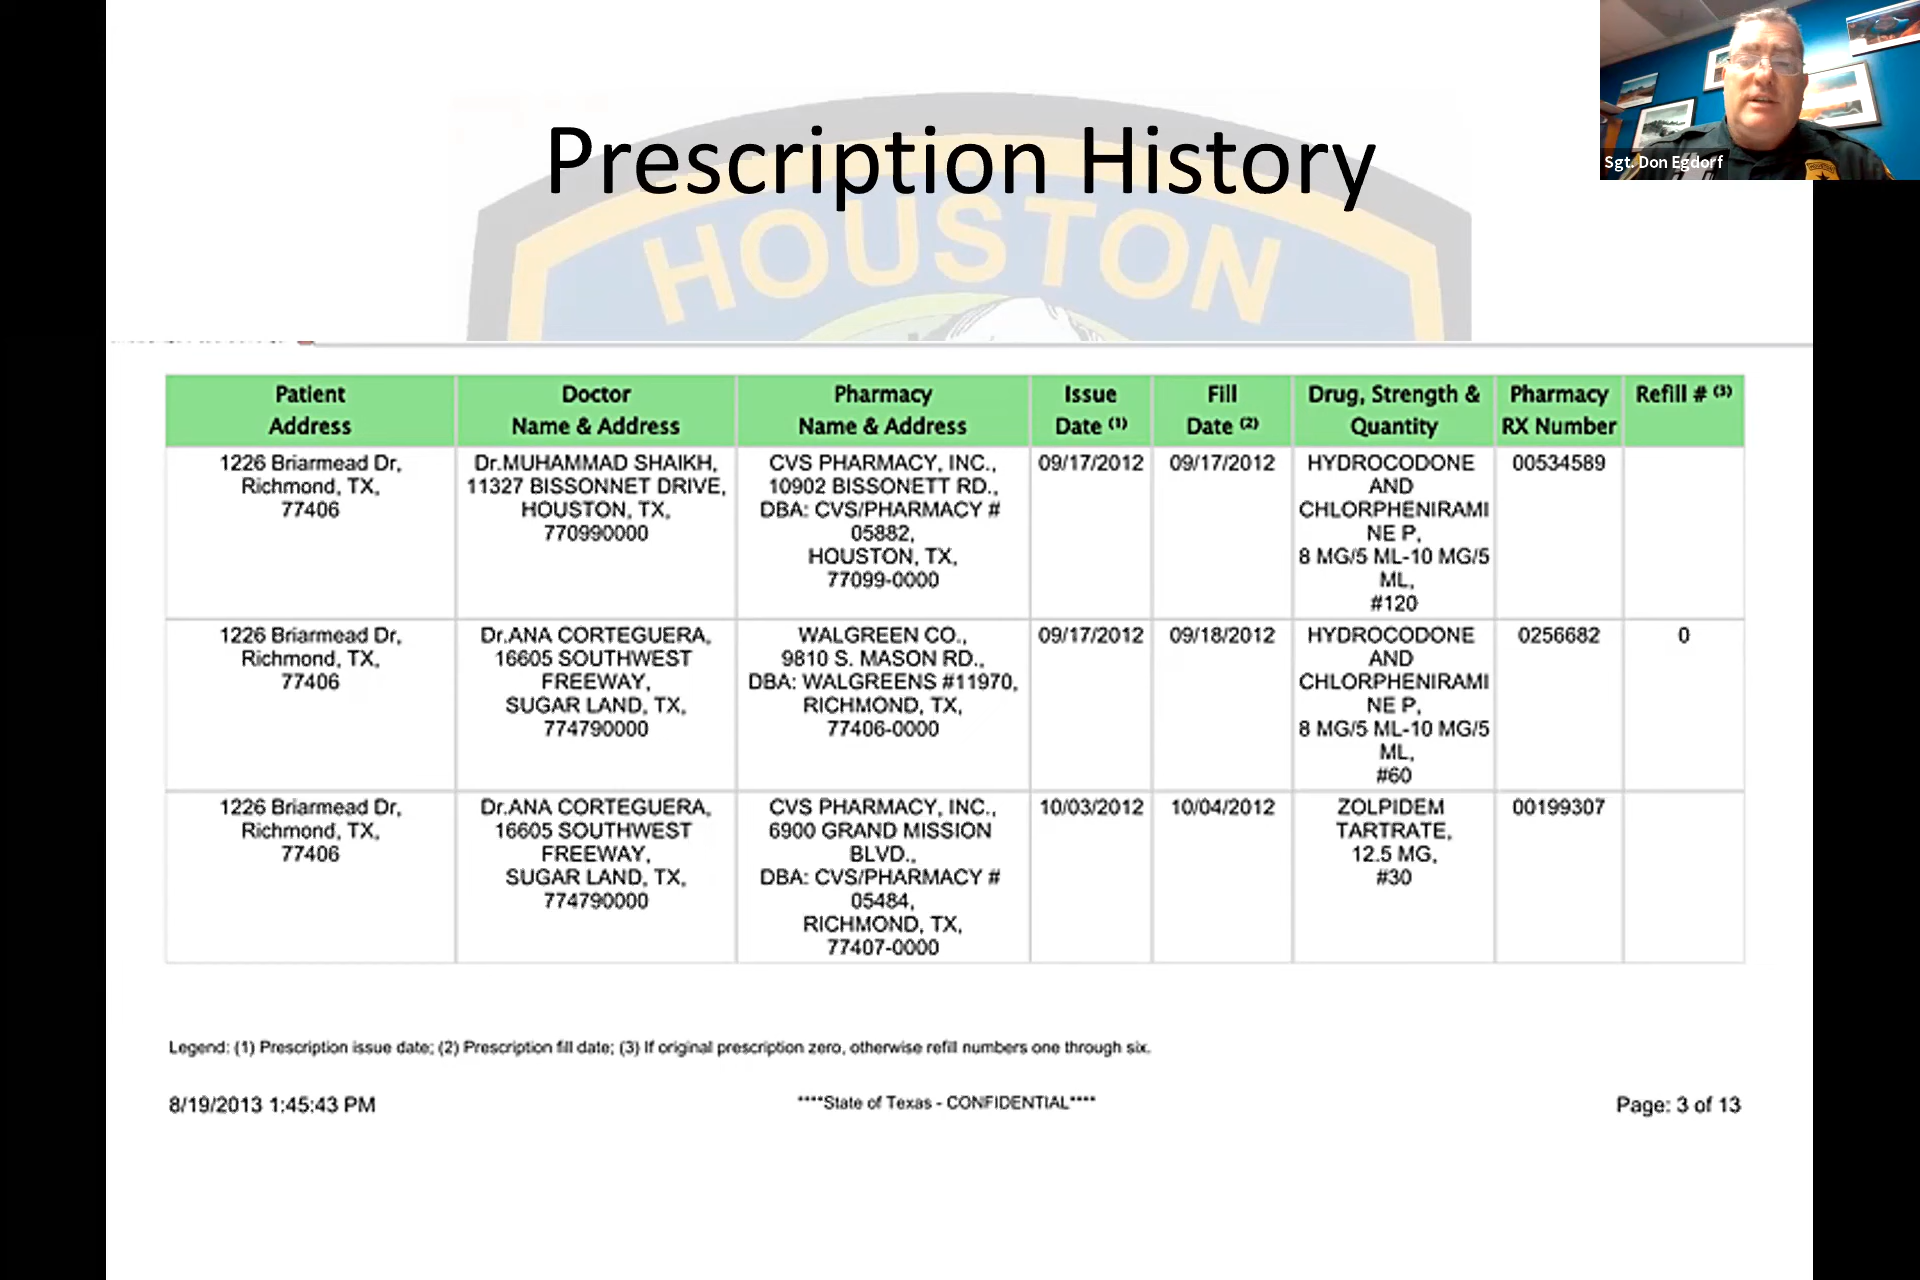 Prescription History
HOUSTON
Sgt. Don Egdorf
Patient
Address
Doctor
Name & Address
Pharmacy
Name & Address
Issue
Date (1)
Fill
Date (2)
Drug, Strength &
Quantity
Pharmacy
RX Number
Refill # (3)
1226 Briarmead Dr,
Richmond, TX,
77406
Dr.MUHAMMAD SHAIKH,
11327 BISSONNET DRIVE,
HOUSTON, TX,
770990000
CVS PHARMACY, INC.,
10902 BISSONETT RD.,
DBA: CVS/PHARMACY #
05882,
HOUSTON, TX,
77099-0000
09/17/2012
09/17/2012
HYDROCODONE
AND
CHLORPHENIRAMI
NE P,
8 MG/5 ML-10 MG/5
ML,
#120
00534589
1226 Briarmead Dr,
Richmond, TX,
77406
Dr.ANA CORTEGUERA,
16605 SOUTHWEST
FREEWAY,
SUGAR LAND, TX,
774790000
WALGREEN CO.,
9810 S. MASON RD.,
DBA: WALGREENS #11970,
RICHMOND, TX,
77406-0000
09/17/2012
09/18/2012
HYDROCODONE
AND
CHLORPHENIRAMI
NE P,
8 MG/5 ML-10 MG/5
ML,
#60
0256682
0
1226 Briarmead Dr,
Richmond, TX,
77406
Dr.ANA CORTEGUERA,
16605 SOUTHWEST
FREEWAY,
SUGAR LAND, TX,
774790000
CVS PHARMACY, INC.,
6900 GRAND MISSION
BLVD.,
DBA: CVS/PHARMACY #
05484,
RICHMOND, TX,
77407-0000
10/03/2012
10/04/2012
ZOLPIDEM
TARTRATE,
12.5 MG,
#30
00199307
Legend: (1) Prescription issue date; (2) Prescription fill date; (3) If original prescription zero, otherwise refill numbers one through six.
8/19/2013 1:45:43 PM
****State of Texas - CONFIDENTIAL****
Page: 3 of 13